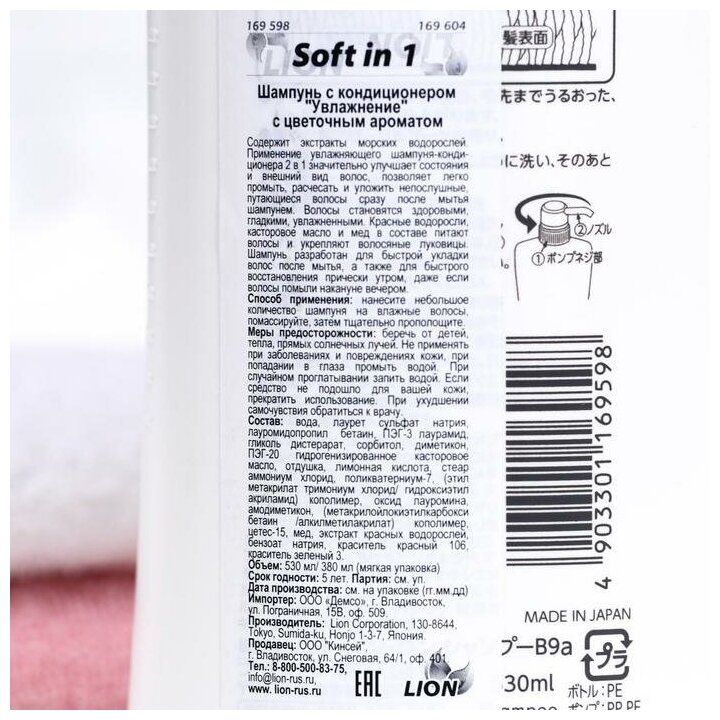 169 598 169 604
Soft in 1
Шампунь с кондиционером
"Увлажнение"
с цветочным ароматом
Содержит экстракты морских водорослей.
Применение увлажняющего шампуня-конди-
ционера 2 в 1 значительно улучшает состояния
и внешний вид волос, позволяет легко
промыть, расчесать и уложить непослушные,
путающиеся волосы сразу после мытья
шампунем. Волосы становятся здоровыми,
гладкими, увлажненными. Красные водоросли,
касторовое масло и мед в составе питают
волосы и укрепляют волосяные луковицы.
Шампунь разработан для быстрой укладки
волос после мытья, а также для быстрого
восстановления прически утром, даже если
волосы помыли накануне вечером.
Способ применения: нанесите небольшое
количество шампуня на влажные волосы,
помассируйте, затем тщательно прополощите.
Меры предосторожности: беречь от детей,
тепла, прямых солнечных лучей. Не применять
при заболеваниях и повреждениях кожи, при
попадании в глаза промыть водой. При
случайном проглатывании запить водой. Если
средство не подошло для вашей кожи,
прекратить использование. При ухудшении
самочувствия обратиться к врачу.
Состав: вода, лаурет сульфат натрия,
лауромидопропил бетаин, ПЭГ-3 лаурамид,
гликоль дистерарат, сорбитол, диметикон,
ПЭГ-20 гидрогенизированное касторовое
масло, отдушка, лимонная кислота, стеар
аммониум хлорид, поликватерниум-7, (этил
метакрилат тримониум хлорид/ гидроксиэтил
акриламид) кополимер, оксид лауромина,
амодиметикон, (метакрилойлокиэтилкарбокси
бетаин /алкилметилакрилат) кополимер,
цетес-15, мед, экстракт красных водорослей,
бензоат натрия, краситель красный 106,
краситель зеленый 3.
Объем: 530 мл/ 380 мл (мягкая упаковка)
Срок годности: 5 лет. Партия: см. уп.
Дата производства: см. на упаковке (гг.мм.дд)
Импортер: ООО «Демсо», г. Владивосток,
ул. Пограничная, 15В, оф. 509.
Производитель: Lion Corporation, 130-8644,
Tokyo, Sumida-ku, Honjo 1-3-7, Япония.
Продавец: ООО "Кинсей",
г. Владивосток, ул. Снеговая, 64/1, оф. 401
Тел.: 8-800-500-83-75,
www.lion-rus.ru
EAC LION
髪表面
先までうるおった、
に洗い、そのあと
②ノズル
①ポンプネジ部
4 903301 169598
MADE IN JAPAN
プーB9a
プラ
530ml
ボトル:PE
ポンプ:PP,PE